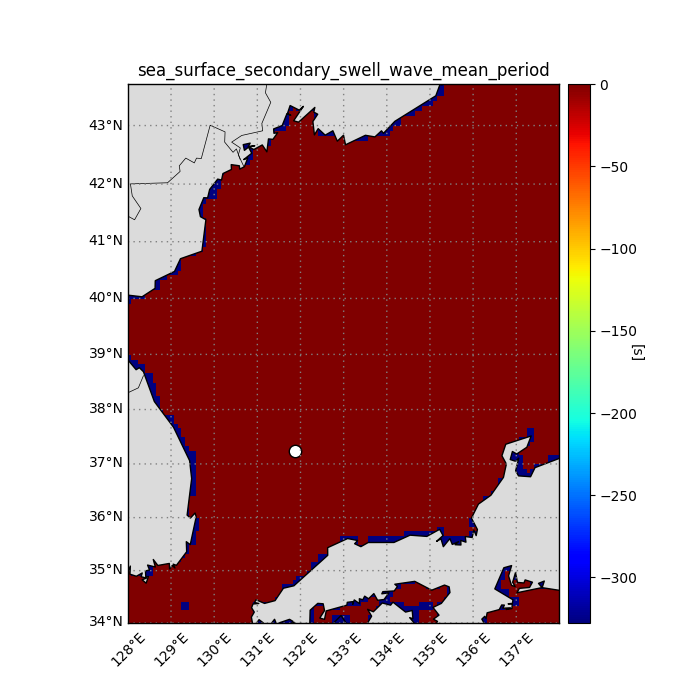 sea_surface_secondary_swell_wave_mean_period
43°N
42°N
41°N
40°N
39°N
38°N
37°N
36°N
35°N
34°N
128°E
129°E
130°E
131°E
132°E
133°E
134°E
135°E
136°E
137°E
0
−50
−100
−150
−200
−250
−300
[s]